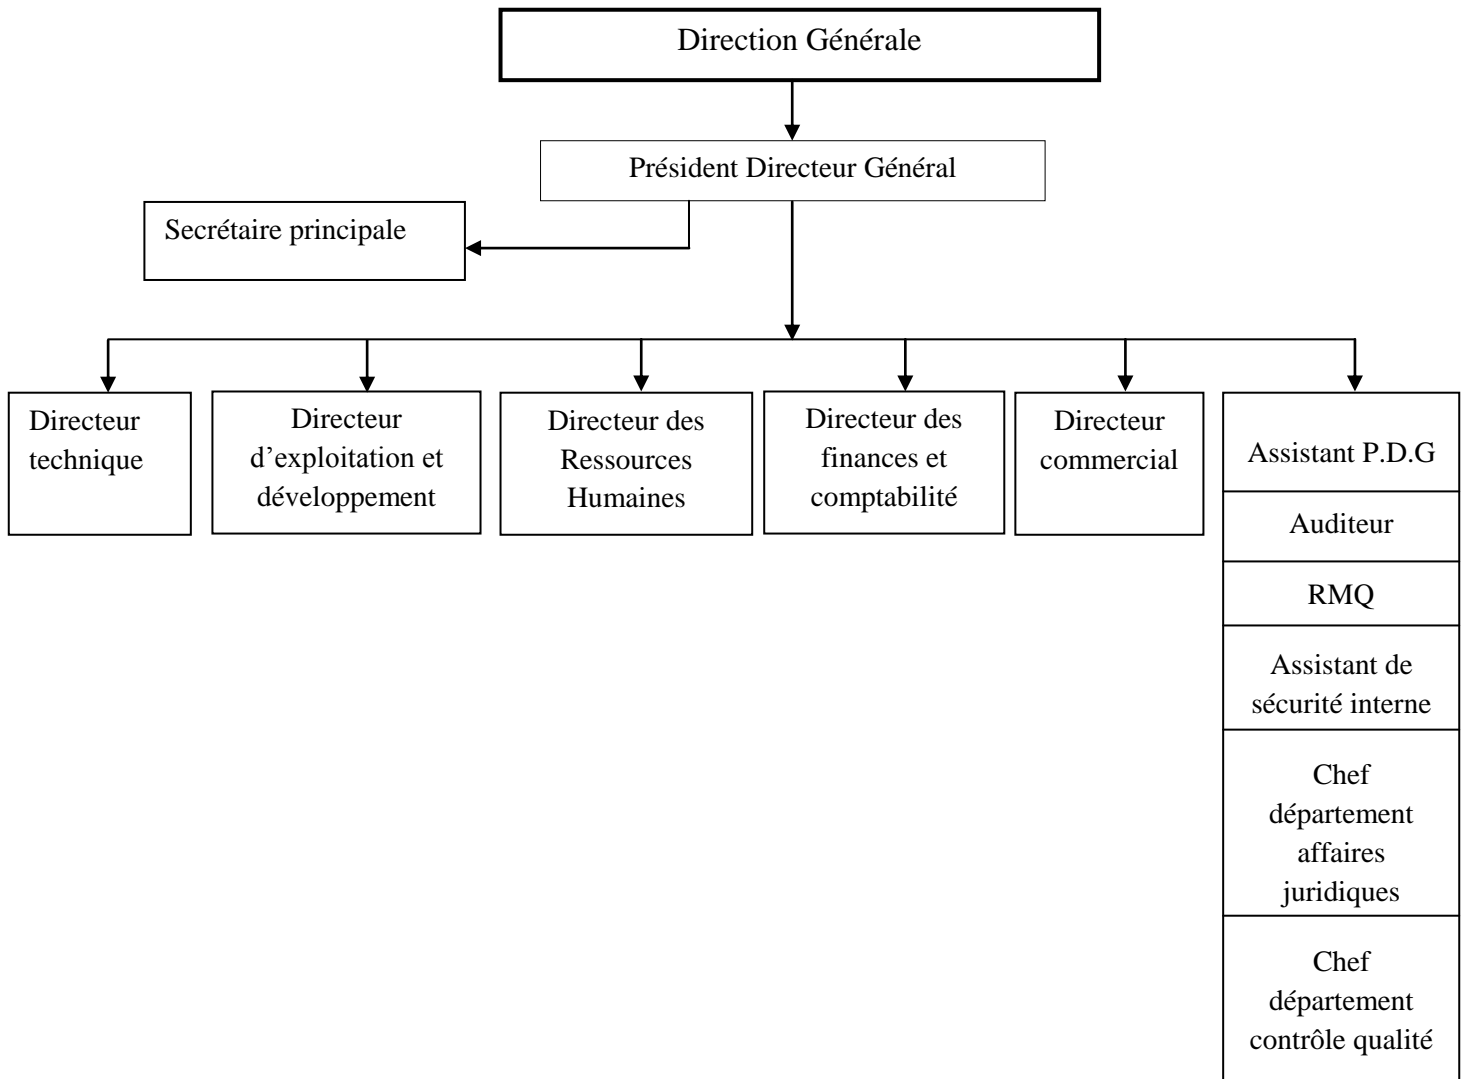 Direction Générale
Président Directeur Général
Secrétaire principale
Directeur
technique
Directeur
d’exploitation et
développement
Directeur des
Ressources
Humaines
Directeur des
finances et
comptabilité
Directeur
commercial
Assistant P.D.G
Auditeur
RMQ
Assistant de
sécurité interne
Chef
département
affaires
juridiques
Chef
département
contrôle qualité